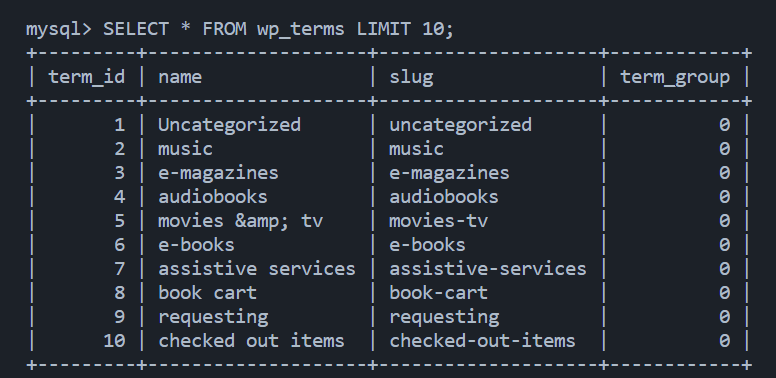 mysql> SELECT * FROM wp_terms LIMIT 10;
+---------+--------------------+--------------------+------------+
| term_id | name               | slug               | term_group |
+---------+--------------------+--------------------+------------+
|       1 | Uncategorized      | uncategorized      |          0 |
|       2 | music              | music              |          0 |
|       3 | e-magazines        | e-magazines        |          0 |
|       4 | audiobooks         | audiobooks         |          0 |
|       5 | movies &amp; tv    | movies-tv          |          0 |
|       6 | e-books            | e-books            |          0 |
|       7 | assistive services | assistive-services |          0 |
|       8 | book cart          | book-cart          |          0 |
|       9 | requesting         | requesting         |          0 |
|      10 | checked out items  | checked-out-items  |          0 |
+---------+--------------------+--------------------+------------+